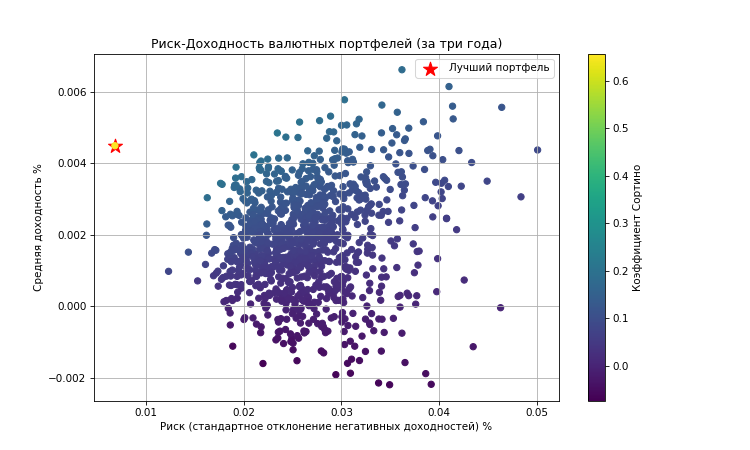 Риск-Доходность валютных портфелей (за три года)
Лучший портфель
0.006
0.004
0.002
0.000
−0.002
Средняя доходность %
0.01 0.02 0.03 0.04 0.05
Риск (стандартное отклонение негативных доходностей) %
0.6
0.5
0.4
0.3
0.2
0.1
0.0
Коэффициент Сортино